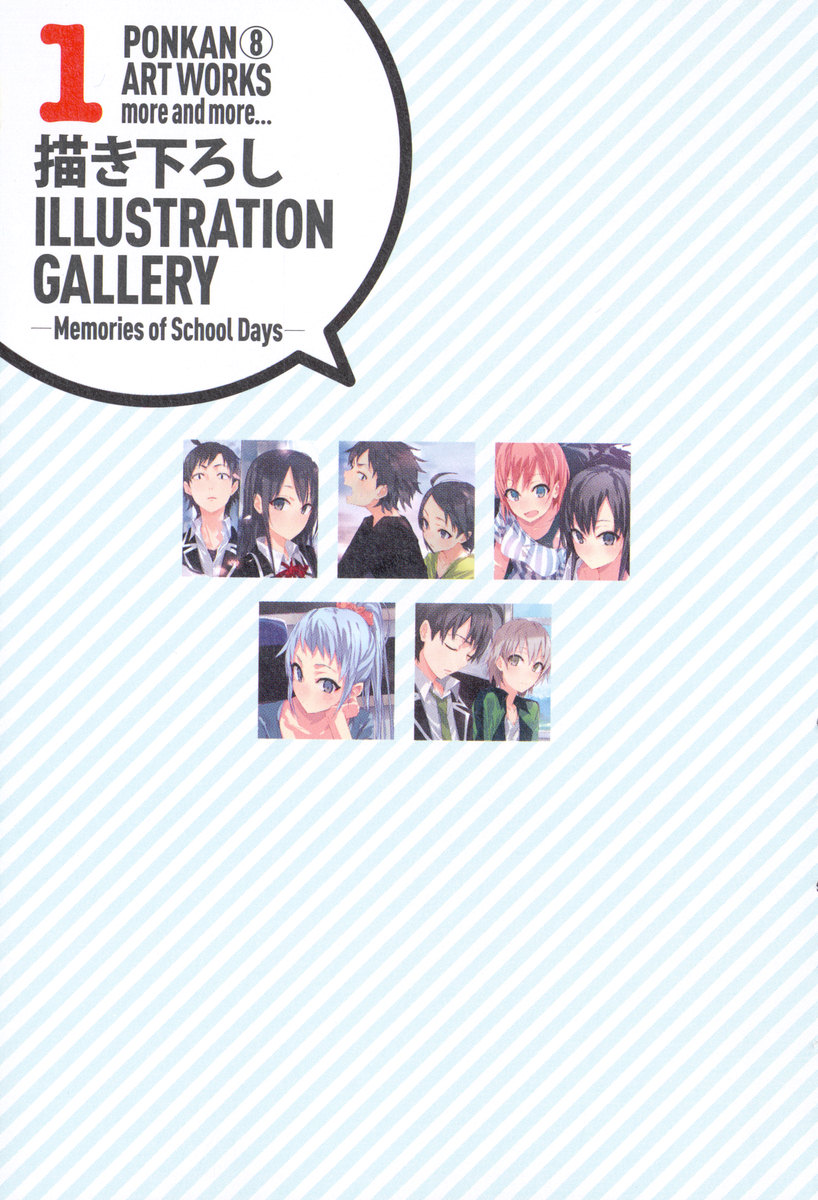 1
PONKAN⑧
ART WORKS
more and more...
描き下ろし
ILLUSTRATION
GALLERY
—Memories of School Days—